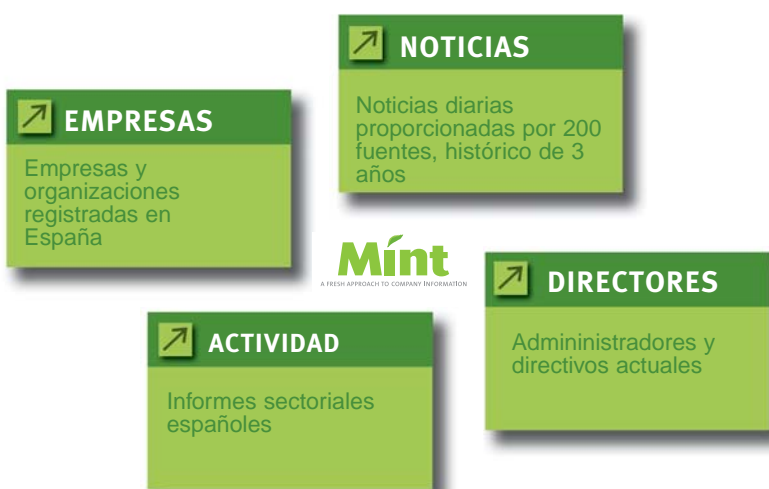 NOTICIAS
Noticias diarias
proporcionadas por 200
fuentes, histórico de 3
años
EMPRESAS
Empresas y
organizaciones
registradas en
España
Mint
A FRESH APPROACH TO COMPANY INFORMATION
DIRECTORES
Admininistradores y
directivos actuales
ACTIVIDAD
Informes sectoriales
españoles